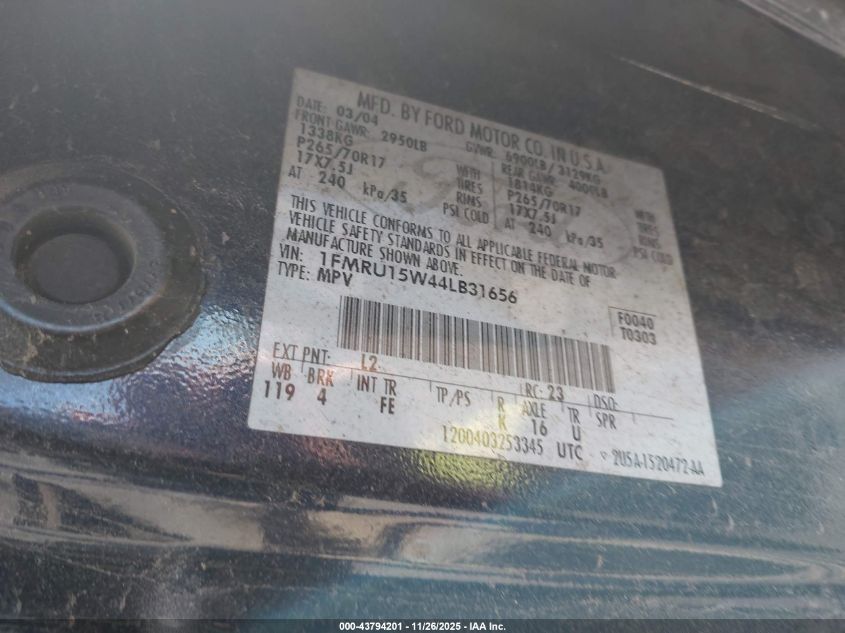 MFD. BY FORD MOTOR CO. IN U.S.A.
DATE: 03/04 GVWR: 6900LB / 3129KG
FRONT GAWR: 2950LB REAR GAWR: 4000LB
1338KG WITH 1814KG WITH
P265/70R17 TIRES P265/70R17 TIRES
17X7.5J RIMS 17X7.5J RIMS
AT 240 kPa/35 PSI COLD AT 240 kPa/35 PSI COLD
THIS VEHICLE CONFORMS TO ALL APPLICABLE FEDERAL MOTOR
VEHICLE SAFETY STANDARDS IN EFFECT ON THE DATE OF
MANUFACTURE SHOWN ABOVE.
VIN: 1FMRU15W44LB31656
TYPE: MPV
F0040
T0303
EXT PNT: L2 RC: 23 DSO:
WB BRK INT TR TP/PS R AXLE TR SPR
119 4 FE R 16 U
1200403253345 UTC 2U5A-1520472-AA
000-43794201 - 11/26/2025 - IAA Inc.